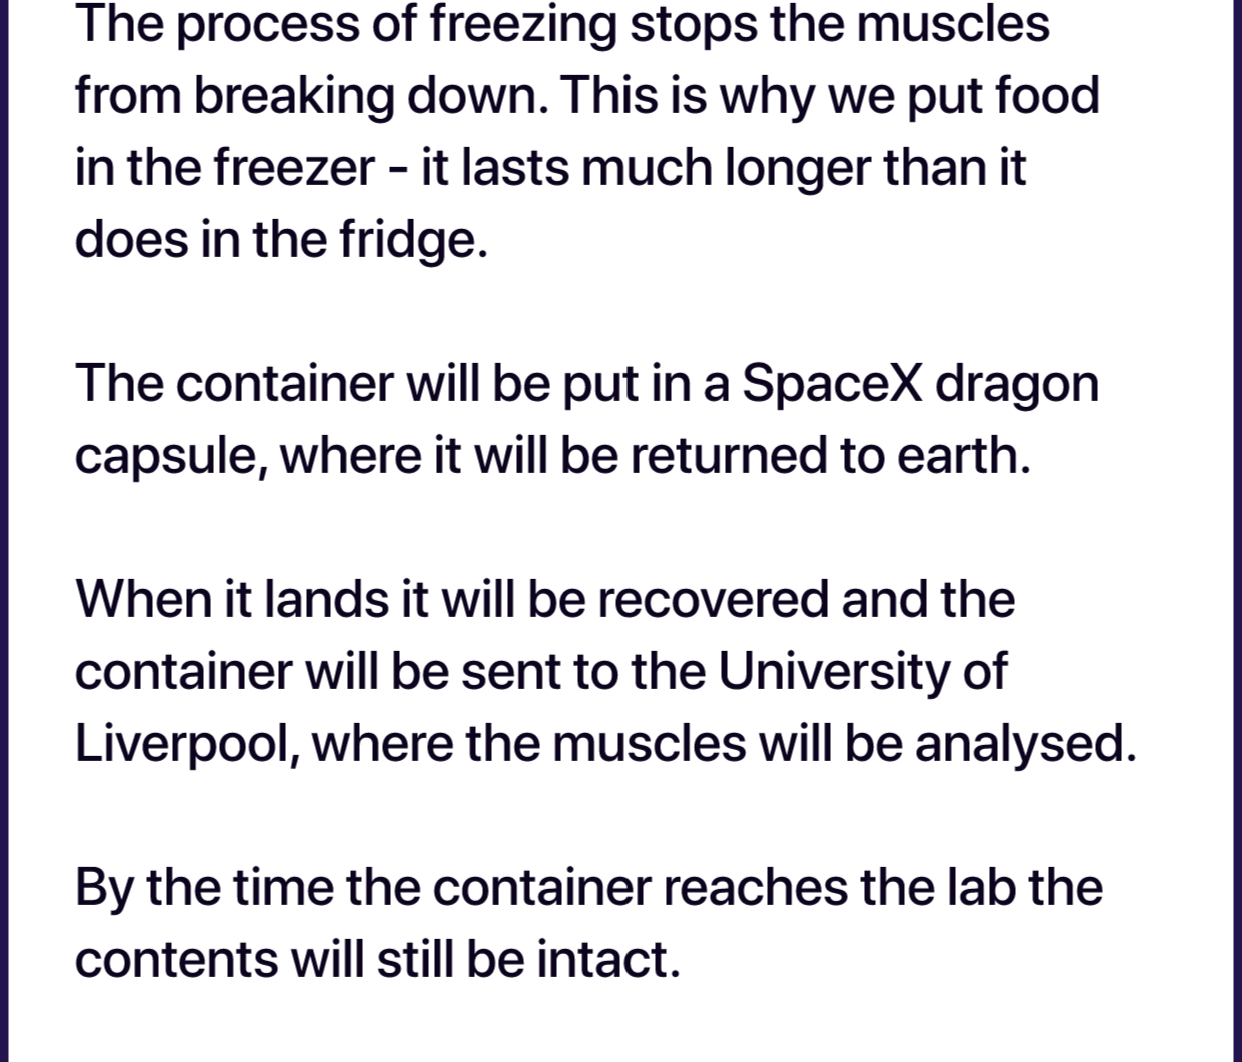 The process of freezing stops the muscles
from breaking down. This is why we put food
in the freezer - it lasts much longer than it
does in the fridge.
The container will be put in a SpaceX dragon
capsule, where it will be returned to earth.
When it lands it will be recovered and the
container will be sent to the University of
Liverpool, where the muscles will be analysed.
By the time the container reaches the lab the
contents will still be intact.